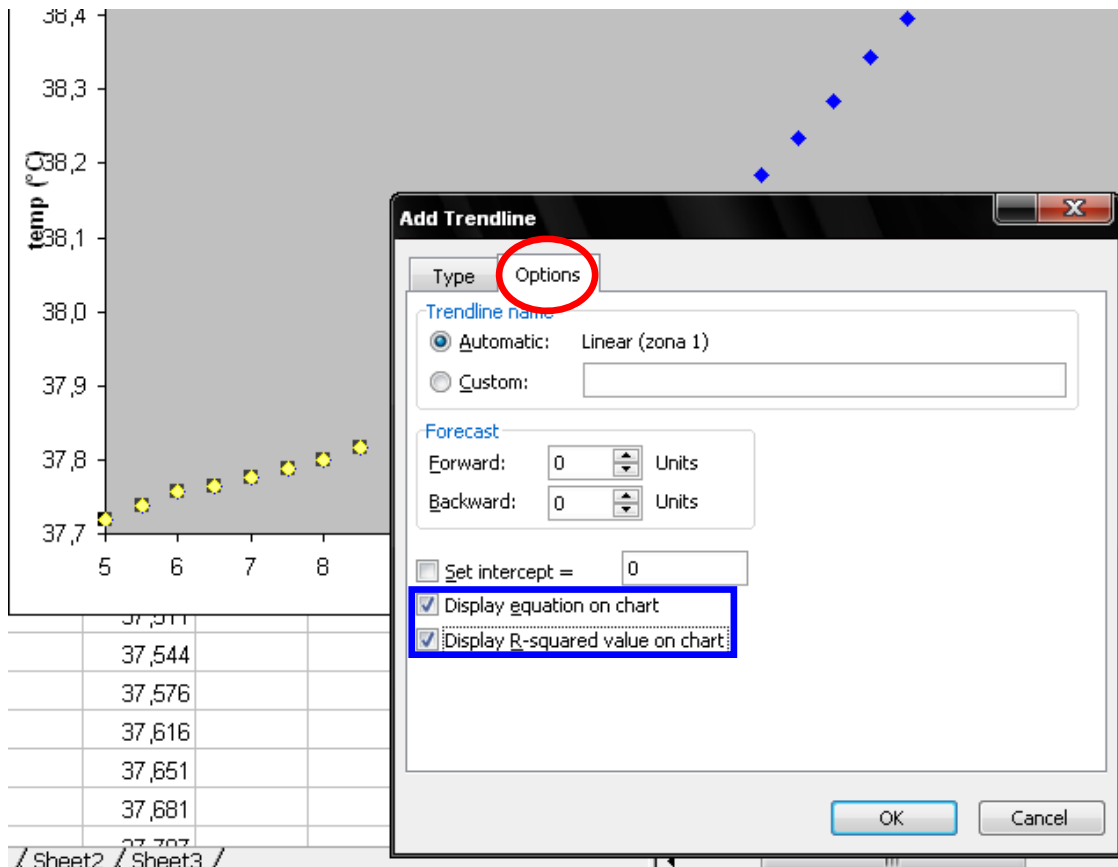 38,4
38,3
38,2
38,1
38,0
37,9
37,8
37,7
temp (°C)
5 6 7 8
37,544
37,576
37,616
37,651
37,681
Sheet2 / Sheet3
Add Trendline
Type Options
Trendline name
Automatic: Linear (zona 1)
Custom:
Forecast
Forward: 0 Units
Backward: 0 Units
Set intercept = 0
Display equation on chart
Display R-squared value on chart
OK Cancel